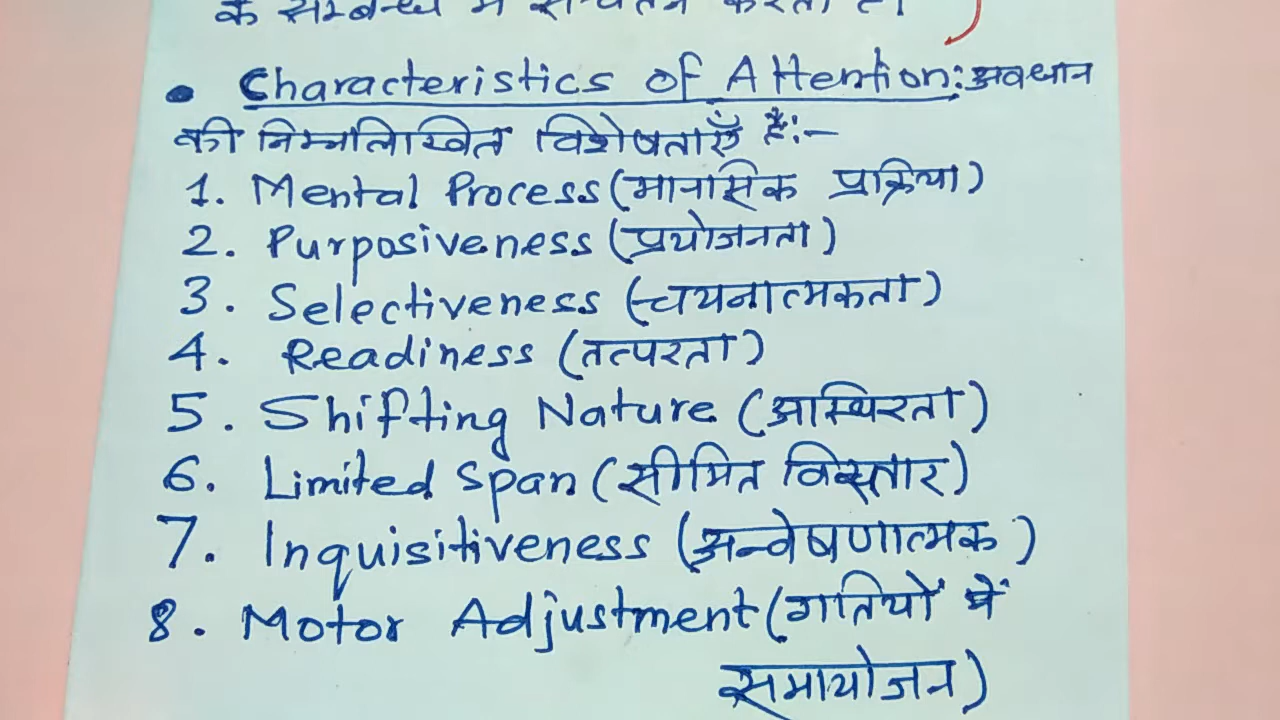 के सम्बन्ध में
• Characteristics of Attention: अवधान
की निम्नलिखित विशेषताएँ हैं:-
1. Mental Process (मानसिक प्रक्रिया)
2. Purposiveness (प्रयोजनता)
3. Selectiveness (चयनात्मकता)
4. Readiness (तत्परता)
5. Shifting Nature (अस्थिरता)
6. Limited Span (सीमित विस्तार)
7. Inquisitiveness (अन्वेषणात्मक)
8. Motor Adjustment (गतियों में
समायोजन)